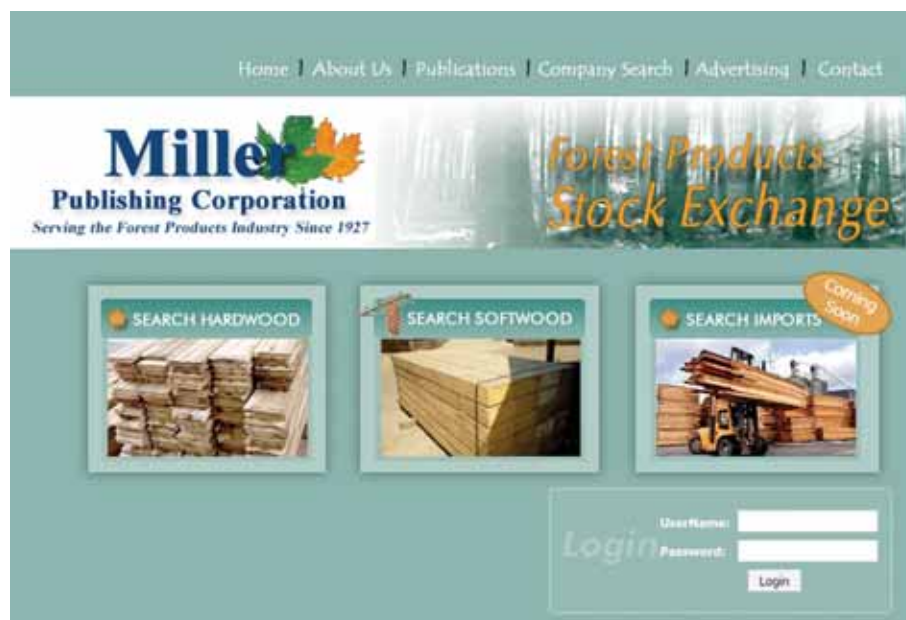 Home | About Us | Publications | Company Search | Advertising | Contact
Miller
Publishing Corporation
Serving the Forest Products Industry Since 1927
Forest Products
Stock Exchange
SEARCH HARDWOOD
SEARCH SOFTWOOD
SEARCH IMPORTS
Coming
Soon
Login
UserName:
Password:
Login